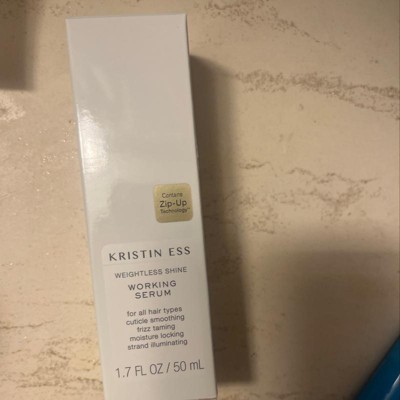 Contains
Zip-Up
Technology™
KRISTIN ESS
WEIGHTLESS SHINE
WORKING
SERUM
for all hair types
cuticle smoothing
frizz taming
moisture locking
strand illuminating
1.7 FL OZ / 50 mL